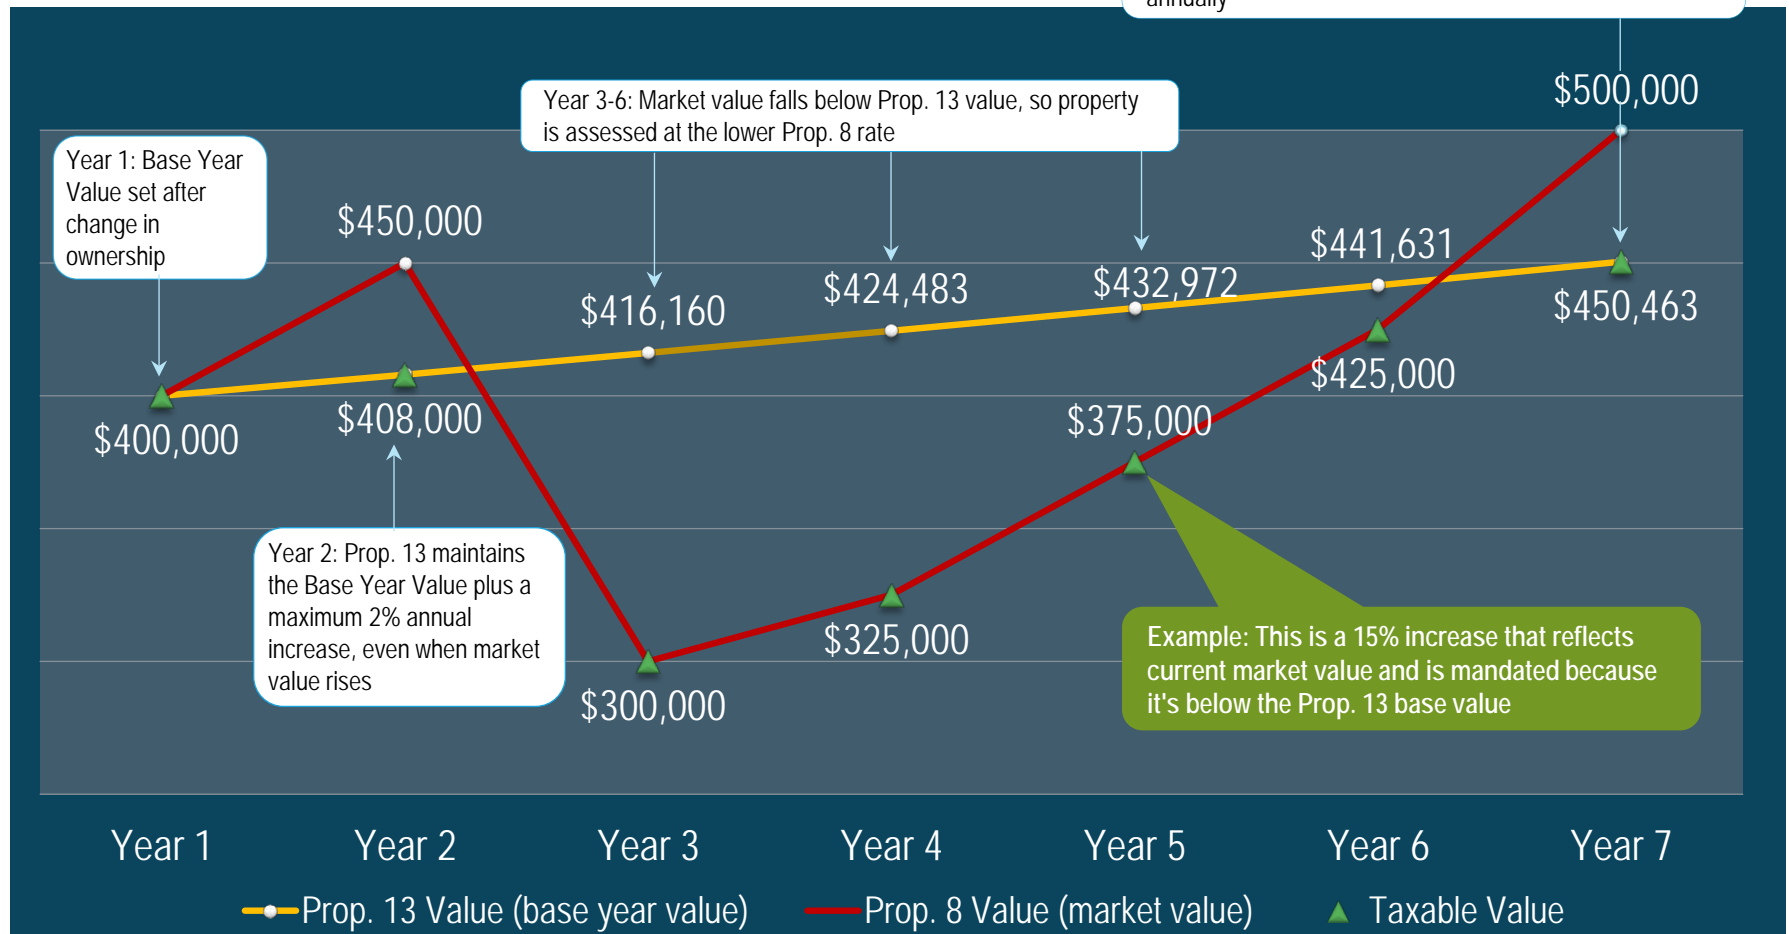 annually
$500,000
Year 3-6: Market value falls below Prop. 13 value, so property
is assessed at the lower Prop. 8 rate
Year 1: Base Year
Value set after
change in
ownership
$450,000
$416,160
$424,483
$432,972
$441,631
$450,463
$400,000
$408,000
$375,000
$425,000
Year 2: Prop. 13 maintains
the Base Year Value plus a
maximum 2% annual
increase, even when market
value rises
$300,000
$325,000
Example: This is a 15% increase that reflects
current market value and is mandated because
it's below the Prop. 13 base value
Year 1
Year 2
Year 3
Year 4
Year 5
Year 6
Year 7
Prop. 13 Value (base year value)
Prop. 8 Value (market value)
Taxable Value